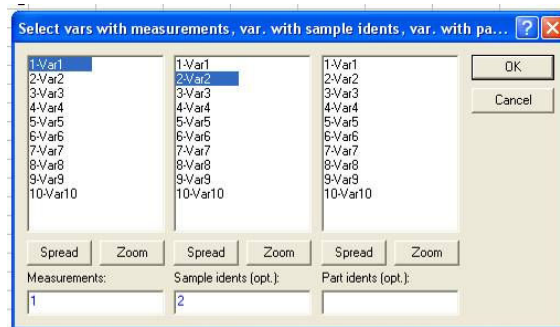 Select vars with measurements, var. with sample idents, var. with pa...
1-Var1
2-Var2
3-Var3
4-Var4
5-Var5
6-Var6
7-Var7
8-Var8
9-Var9
10-Var10
1-Var1
2-Var2
3-Var3
4-Var4
5-Var5
6-Var6
7-Var7
8-Var8
9-Var9
10-Var10
1-Var1
2-Var2
3-Var3
4-Var4
5-Var5
6-Var6
7-Var7
8-Var8
9-Var9
10-Var10
OK
Cancel
Spread Zoom Spread Zoom Spread Zoom
Measurements: Sample idents (opt.): Part idents (opt.):
1 2